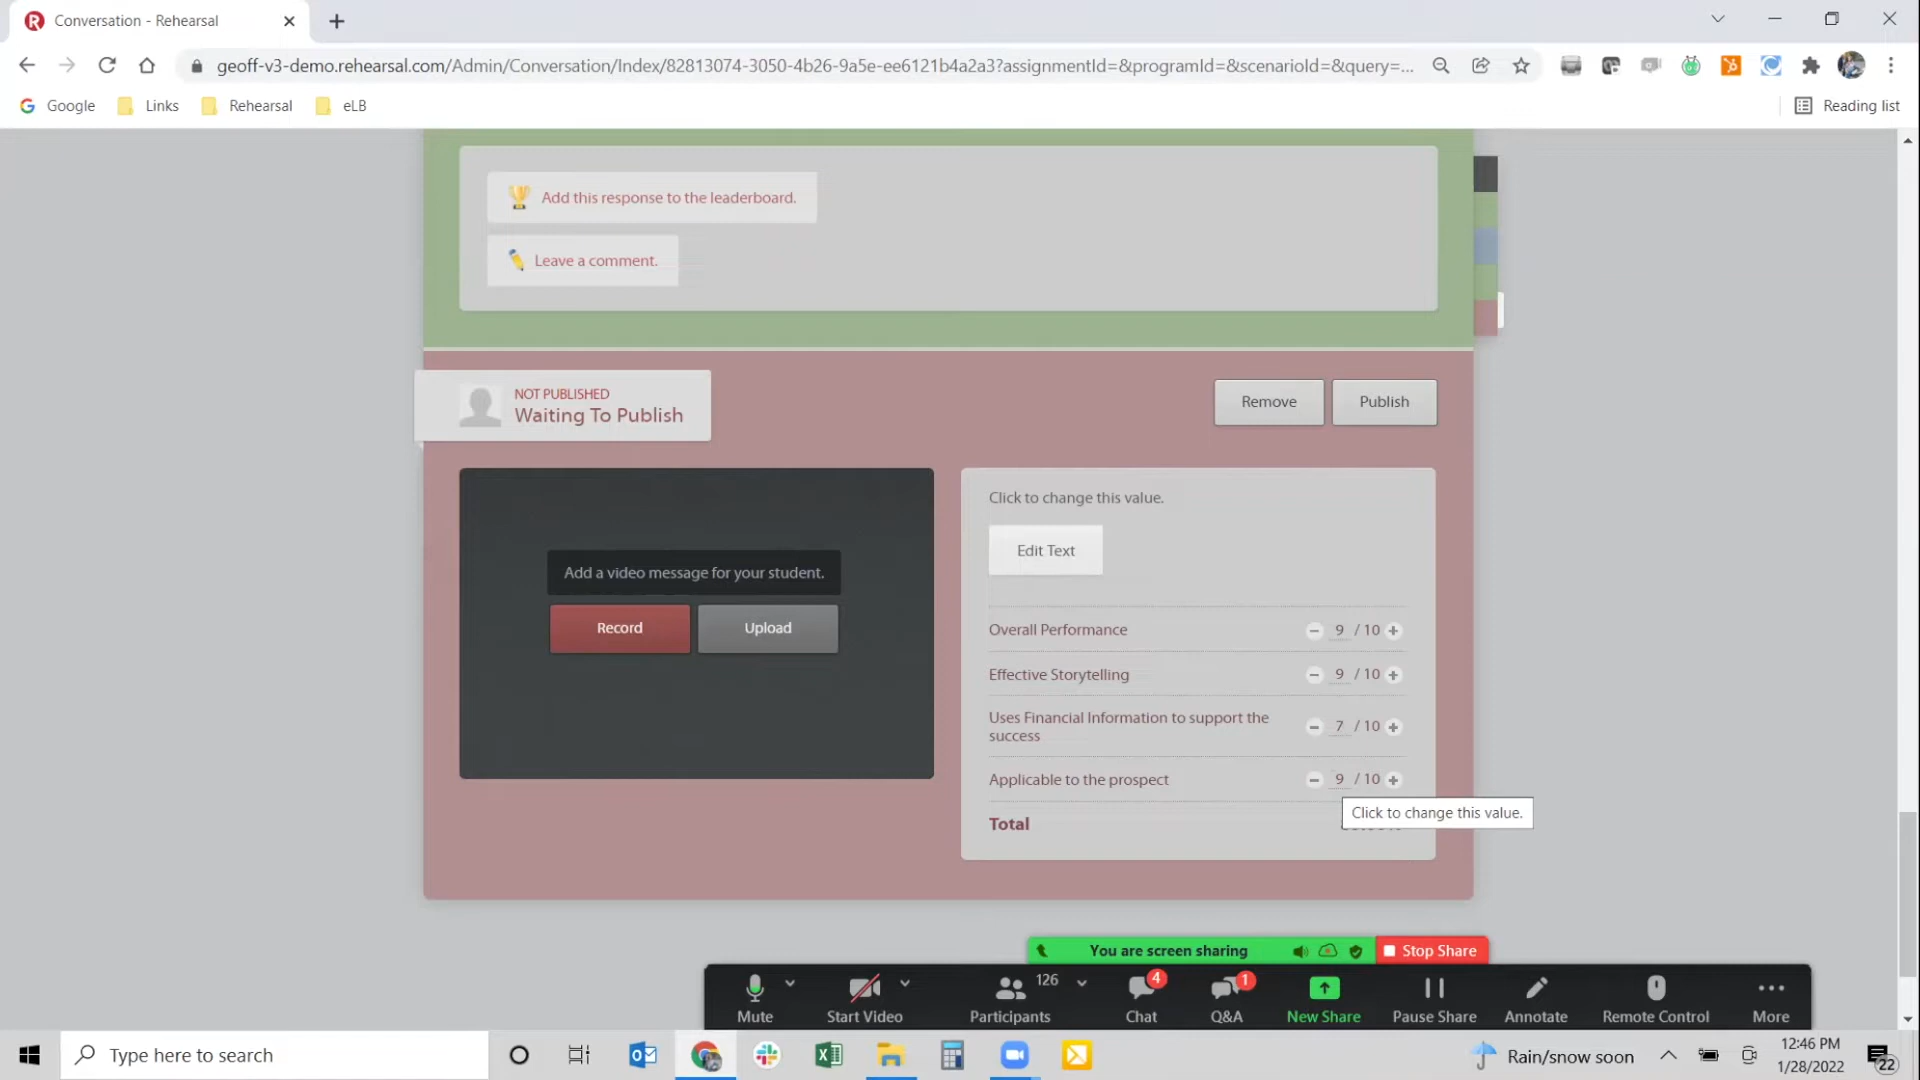 Conversation - Rehearsal
geoff-v3-demo.rehearsal.com/Admin/Conversation/Index/82813074-3050-4b26-9a5e-ee6121b4a2a3?assignmentId=&programId=&scenarioId=&query=...
Google Links Rehearsal eLB Reading list
Add this response to the leaderboard.
Leave a comment.
NOT PUBLISHED
Waiting To Publish
Remove Publish
Click to change this value.
Edit Text
Add a video message for your student.
Record Upload
Overall Performance 9 / 10
Effective Storytelling 9 / 10
Uses Financial Information to support the
success 7 / 10
Applicable to the prospect 9 / 10
Click to change this value.
Total
You are screen sharing Stop Share
126 4 1
Mute Start Video Participants Chat Q&A New Share Pause Share Annotate Remote Control More
Type here to search
Rain/snow soon
12:46 PM
1/28/2022
22